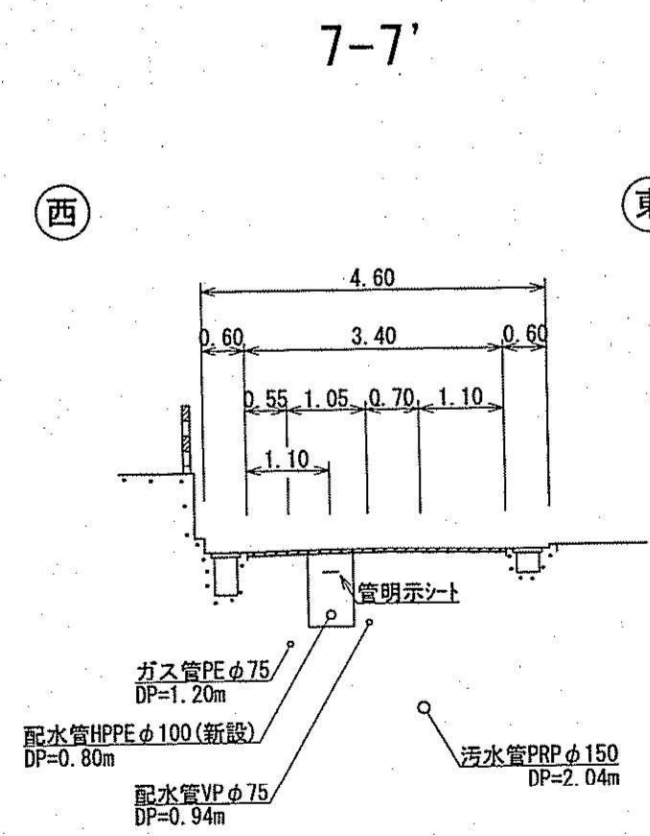 7-7'
西
東
4.60
0.60 3.40 0.60
0.55 1.05 0.70 1.10
1.10
管明示シート
ガス管PEφ75
DP=1.20m
配水管HPPEφ100(新設)
DP=0.80m
汚水管PRPφ150
DP=2.04m
配水管VPφ75
DP=0.94m